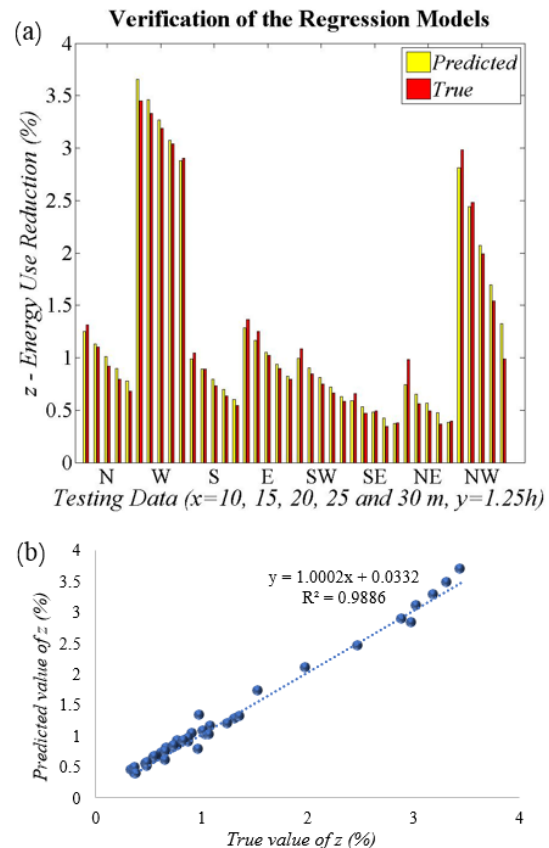 Verification of the Regression Models
(a)
4
3.5
3
2.5
2
1.5
1
0.5
0
z - Energy Use Reduction (%)
Predicted
True
N W S E SW SE NE NW
Testing Data (x=10, 15, 20, 25 and 30 m, y=1.25h)
(b)
4
3.5
3
2.5
2
1.5
1
0.5
0
Predicted value of z (%)
y = 1.0002x + 0.0332
R² = 0.9886
0 1 2 3 4
True value of z (%)